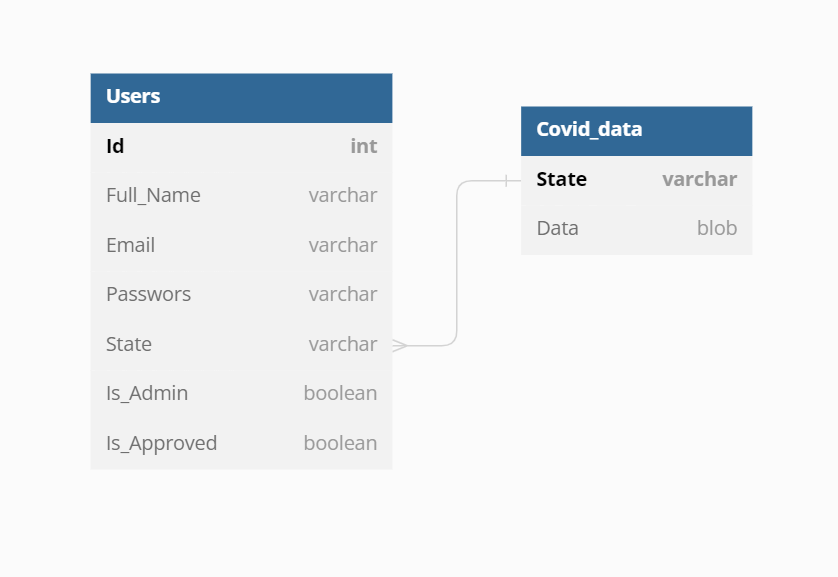 Users
Id int
Full_Name varchar
Email varchar
Passwors varchar
State varchar
Is_Admin boolean
Is_Approved boolean
Covid_data
State varchar
Data blob